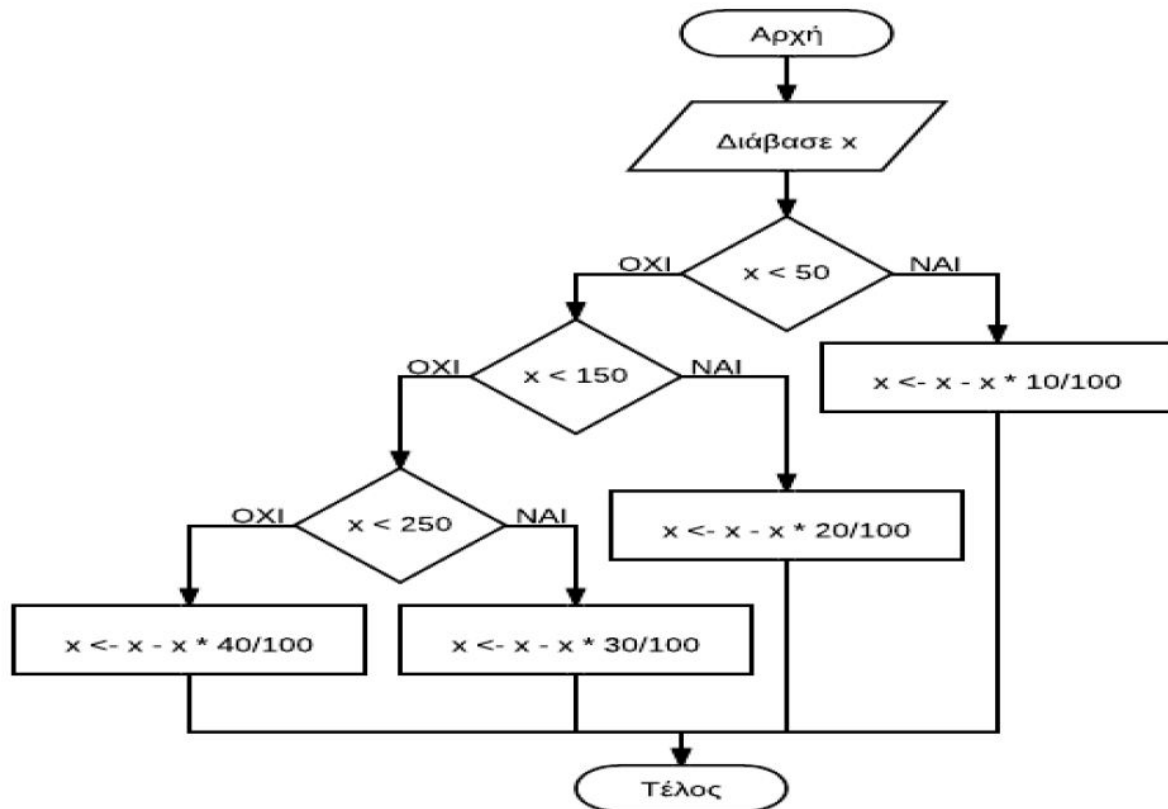 Αρχή
Διάβασε x
x < 50
ΟΧΙ
ΝΑΙ
x < 150
ΟΧΙ
ΝΑΙ
x <- x - x * 10/100
x < 250
ΟΧΙ
ΝΑΙ
x <- x - x * 20/100
x <- x - x * 40/100
x <- x - x * 30/100
Τέλος